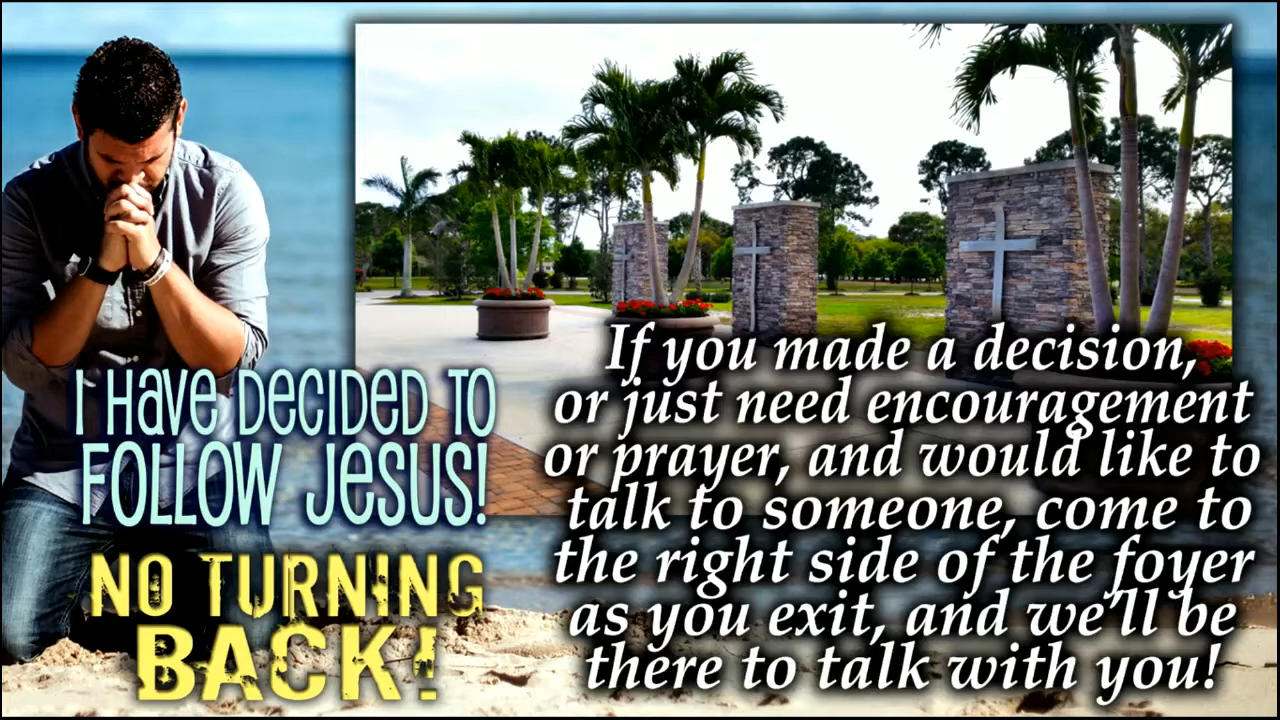 I HAVE DECIDED TO
FOLLOW JESUS!
NO TURNING
BACK!
If you made a decision,
or just need encouragement
or prayer, and would like to
talk to someone, come to
the right side of the foyer
as you exit, and we'll be
there to talk with you!